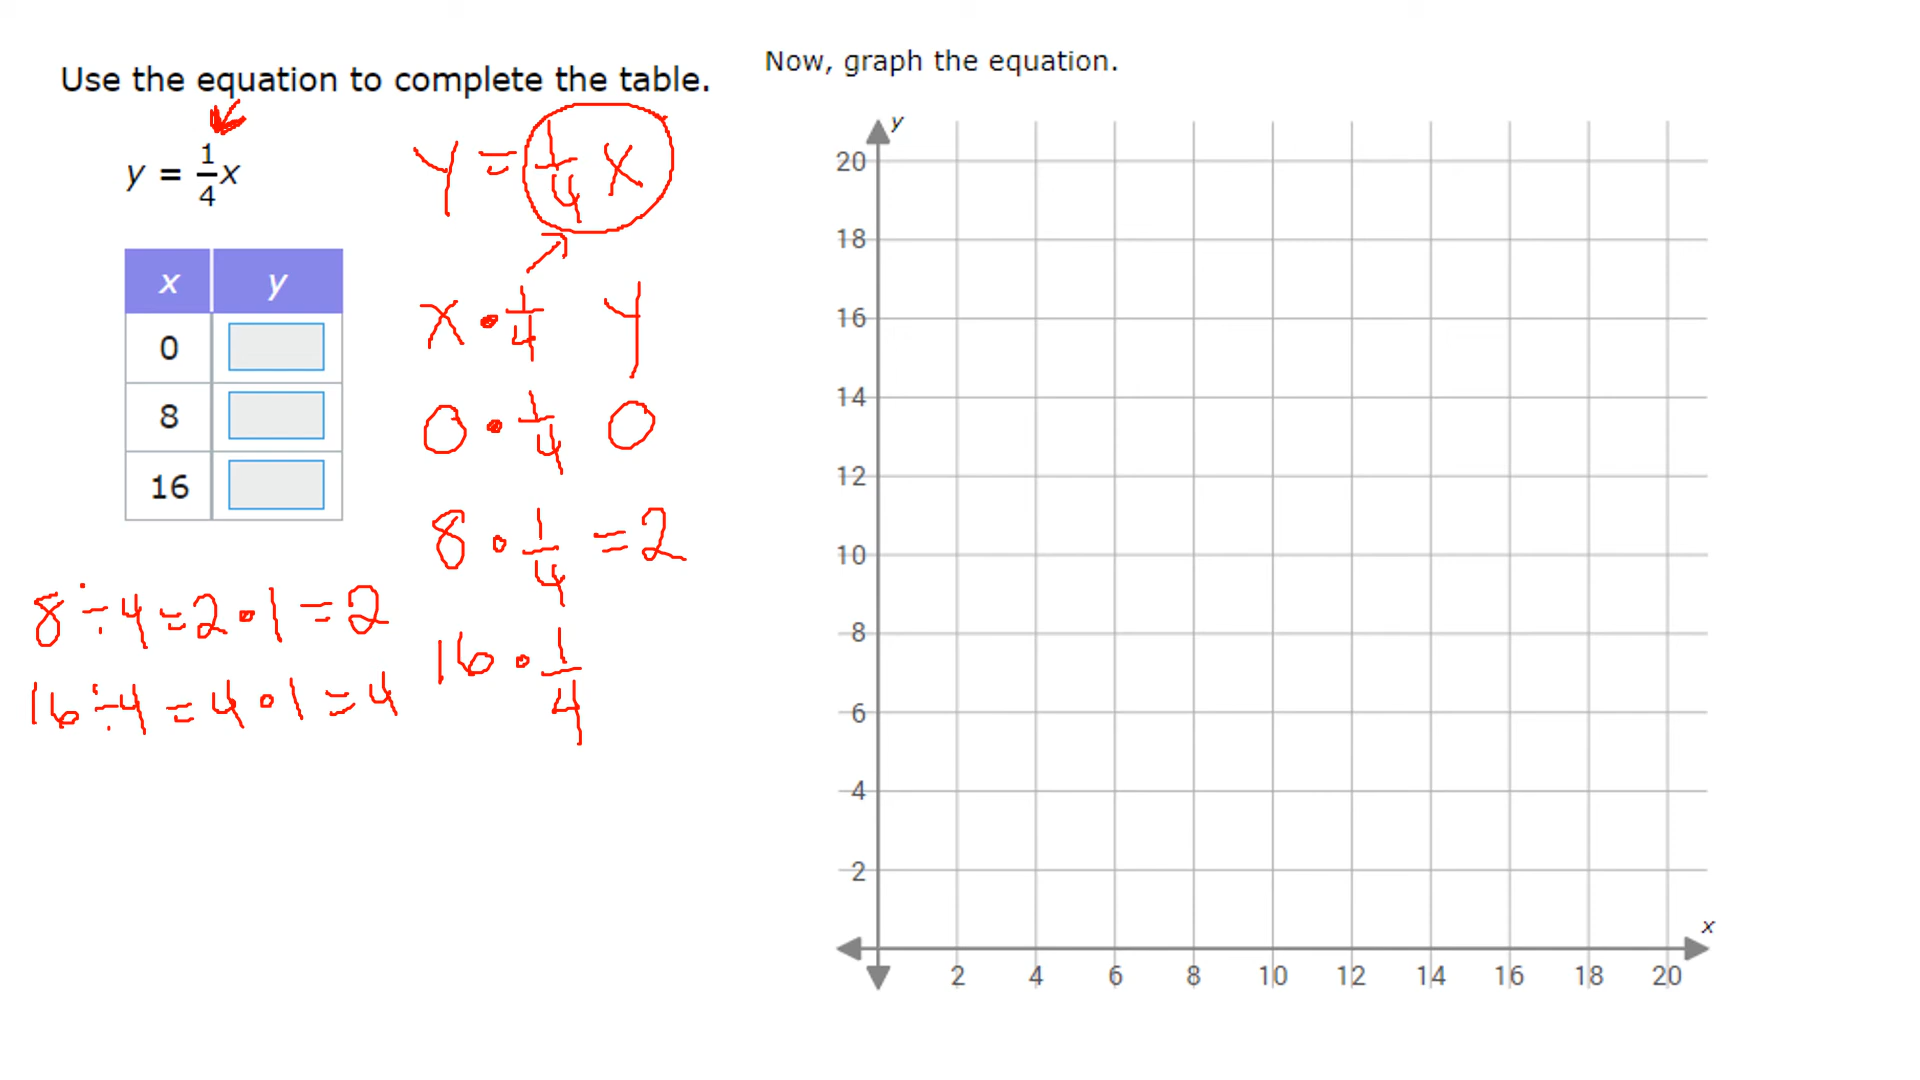 Use the equation to complete the table.
y = 1/4 x
x y
0
8
16
8 ÷ 4 = 2 • 1 = 2
16 ÷ 4 = 4 • 1 = 4
Y = 1/4 X
X • 1/4 Y
0 • 1/4 0
8 • 1/4 = 2
16 • 1/4
Now, graph the equation.
y
20
18
16
14
12
10
8
6
4
2
x
2 4 6 8 10 12 14 16 18 20